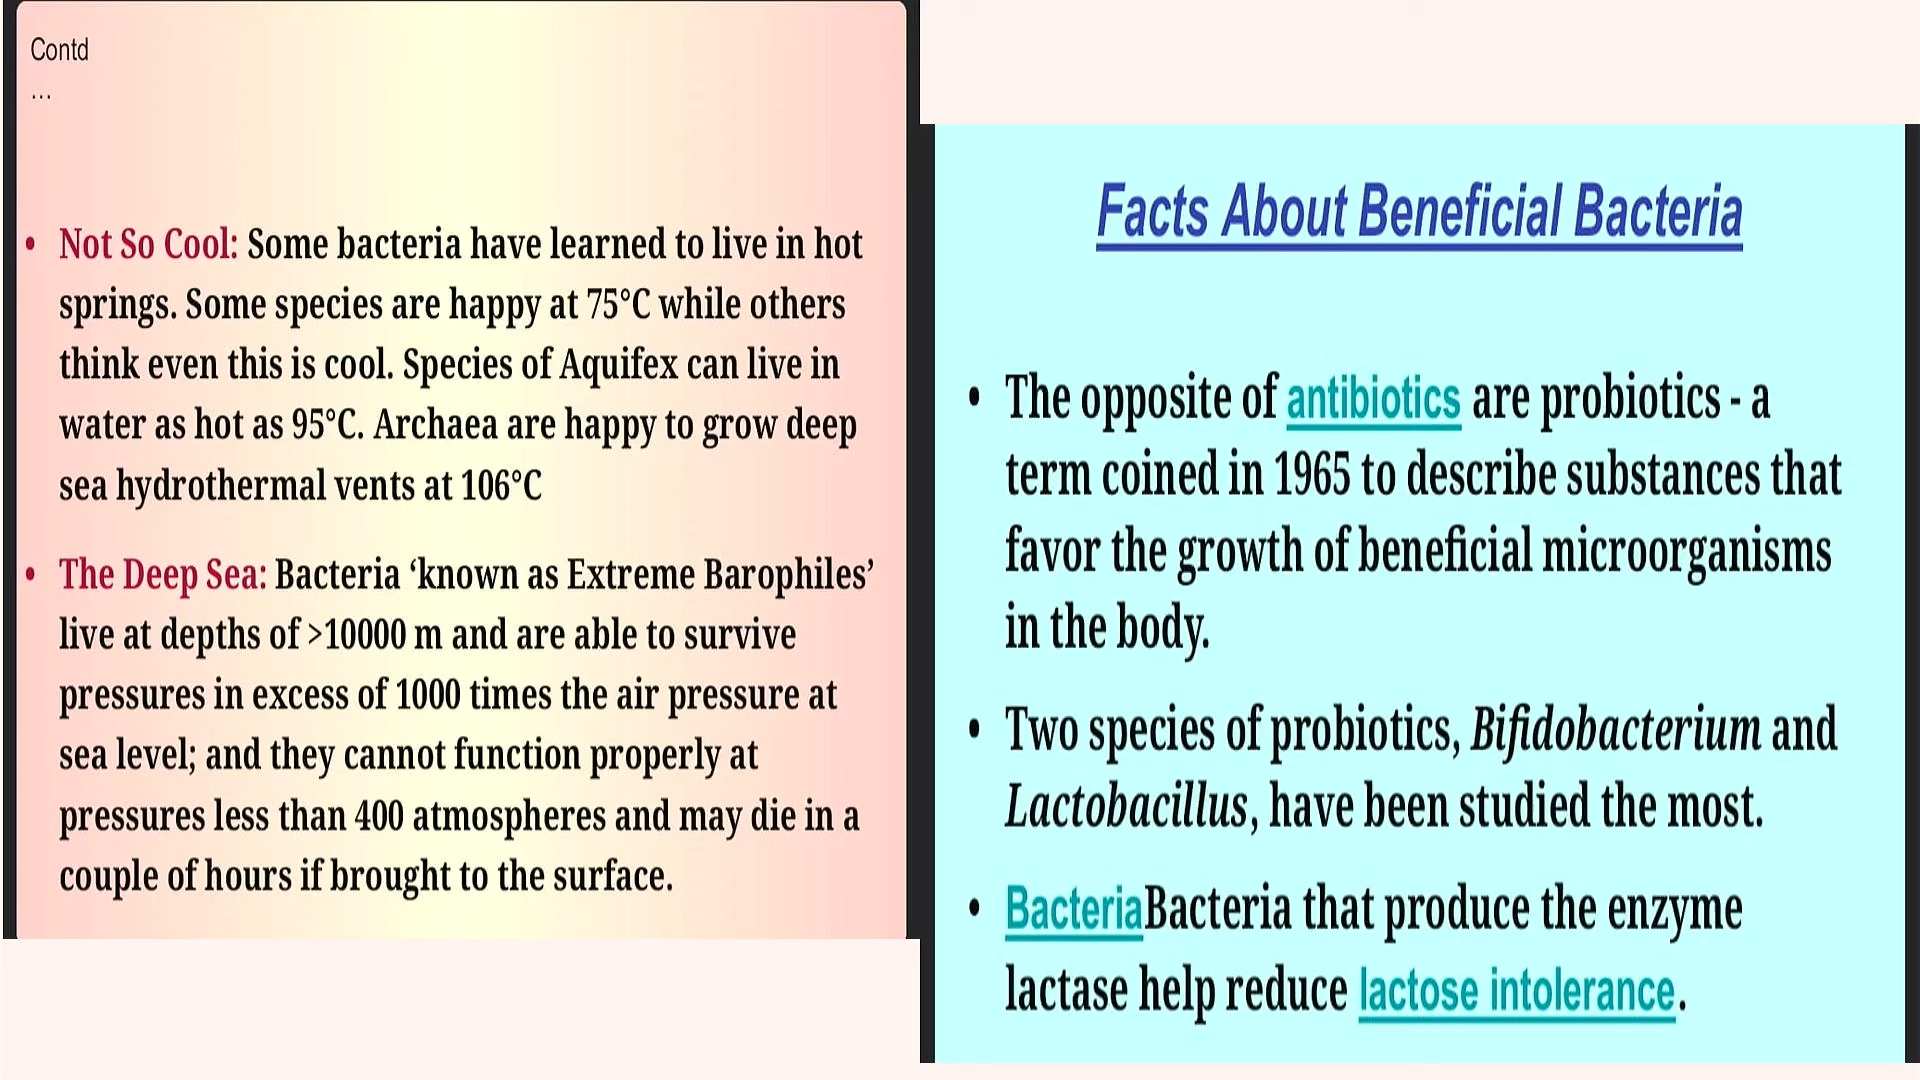 Contd
...
• Not So Cool: Some bacteria have learned to live in hot
springs. Some species are happy at 75°C while others
think even this is cool. Species of Aquifex can live in
water as hot as 95°C. Archaea are happy to grow deep
sea hydrothermal vents at 106°C
• The Deep Sea: Bacteria ‘known as Extreme Barophiles’
live at depths of >10000 m and are able to survive
pressures in excess of 1000 times the air pressure at
sea level; and they cannot function properly at
pressures less than 400 atmospheres and may die in a
couple of hours if brought to the surface.
Facts About Beneficial Bacteria
• The opposite of antibiotics are probiotics - a
term coined in 1965 to describe substances that
favor the growth of beneficial microorganisms
in the body.
• Two species of probiotics, Bifidobacterium and
Lactobacillus, have been studied the most.
• BacteriaBacteria that produce the enzyme
lactase help reduce lactose intolerance.